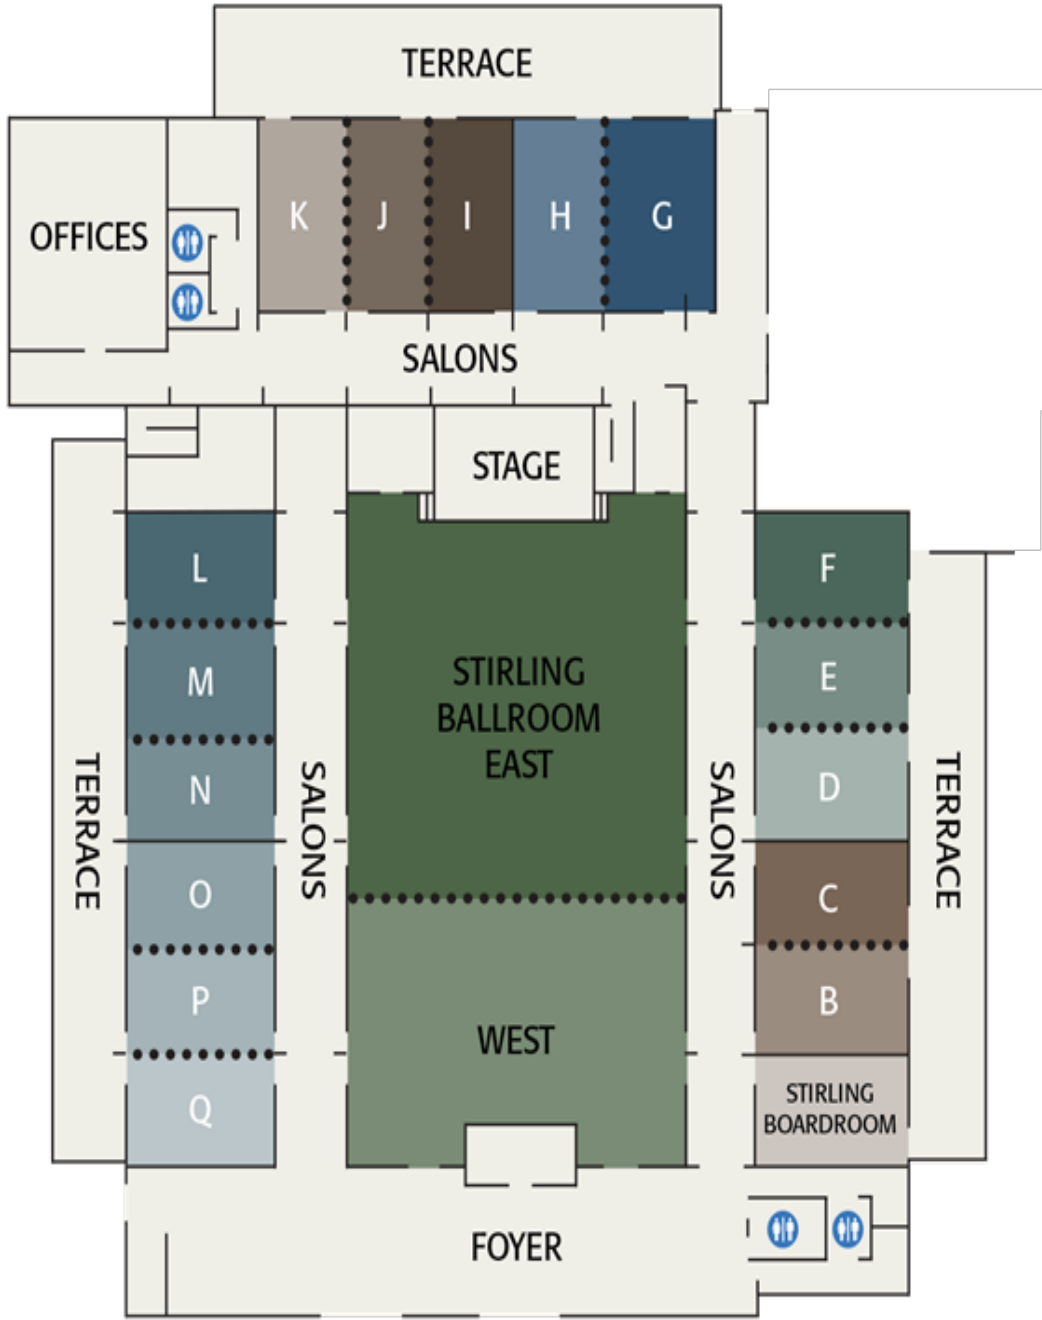 TERRACE
OFFICES
K
J
I
H
G
SALONS
STAGE
L
M
N
O
P
Q
TERRACE
SALONS
STIRLING
BALLROOM
EAST
WEST
SALONS
F
E
D
C
B
STIRLING
BOARDROOM
TERRACE
FOYER